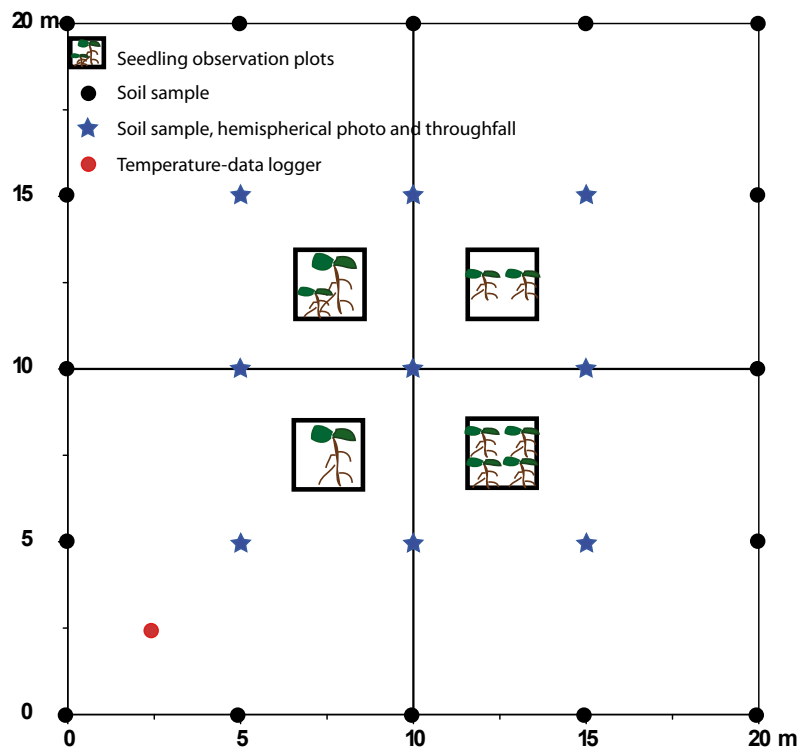 20 m
Seedling observation plots
Soil sample
Soil sample, hemispherical photo and throughfall
Temperature-data logger
15
10
5
0
0 5 10 15 20 m